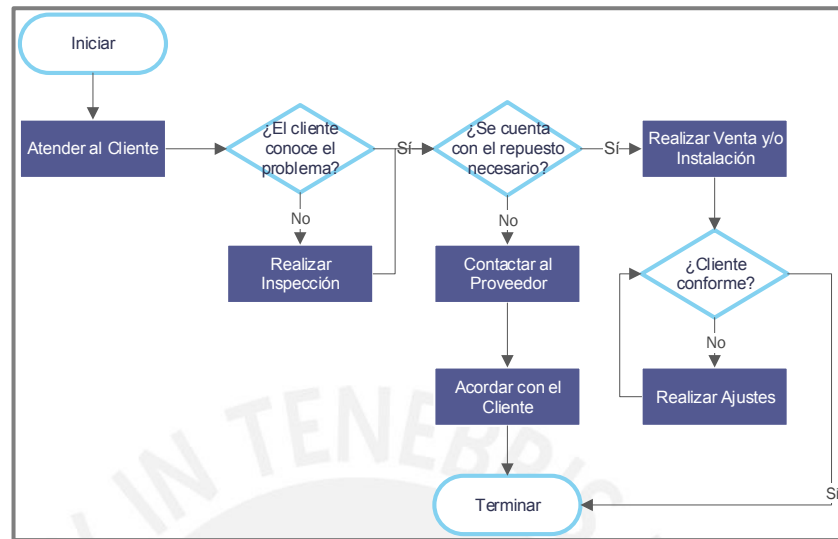 Iniciar
Atender al Cliente
¿El cliente
conoce el
problema?
Sí
¿Se cuenta
con el repuesto
necesario?
Sí
Realizar Venta y/o
Instalación
No
Realizar
Inspección
No
Contactar al
Proveedor
¿Cliente
conforme?
No
Acordar con el
Cliente
Realizar Ajustes
Terminar
Sí
IN TENEBRIS